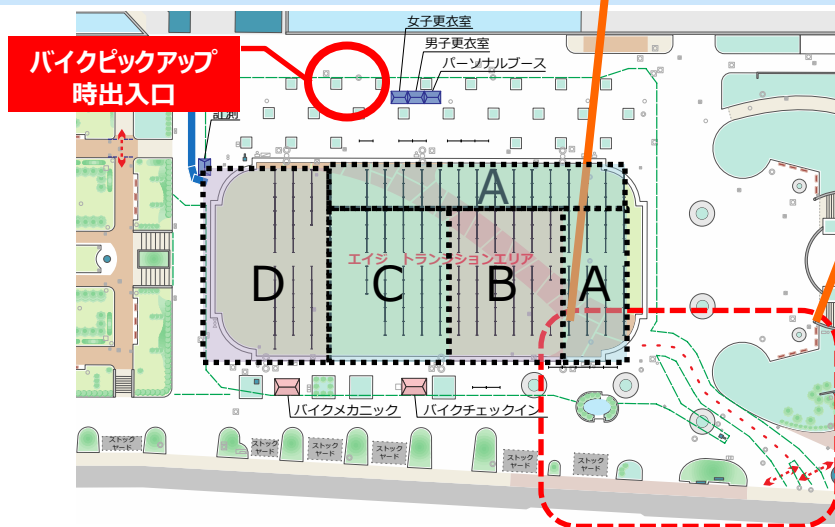 女子更衣室
男子更衣室
パーソナルブース
バイクピックアップ
時出入口
計測
A
エイジ トランジションエリア
D
C
B
A
バイクメカニック
バイクチェックイン
ストック
ヤード
ストック
ヤード
ストック
ヤード
ストック
ヤード
ストック
ヤード
ストック
ヤード